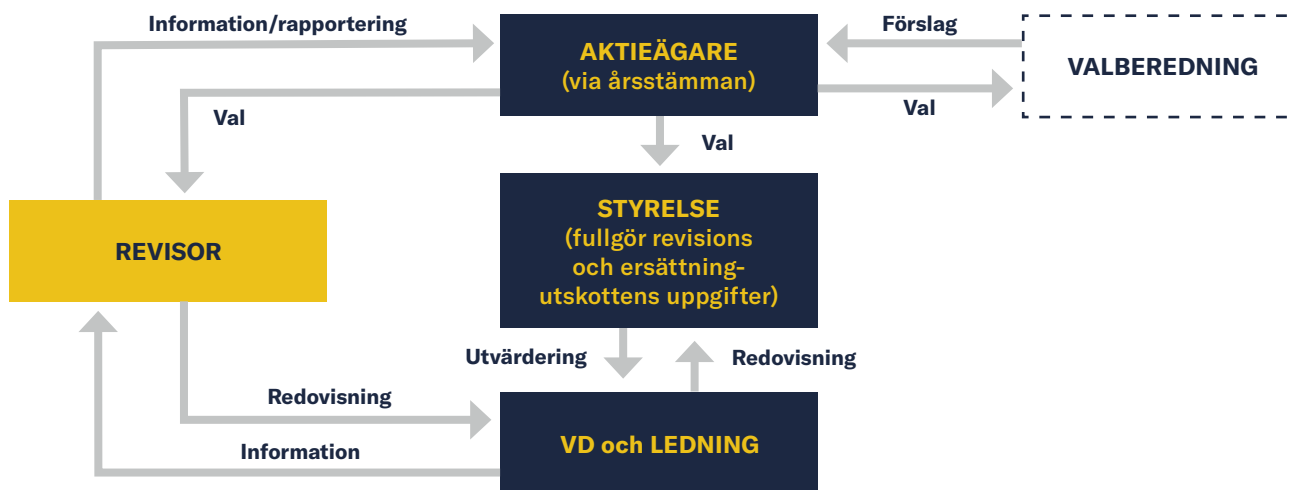 Information/rapportering
Förslag
AKTIEÄGARE
(via årsstämman)
VALBEREDNING
Val
Val
Val
STYRELSE
(fullgör revisions
och ersättning-
utskottens uppgifter)
REVISOR
Utvärdering
Redovisning
Redovisning
VD och LEDNING
Information